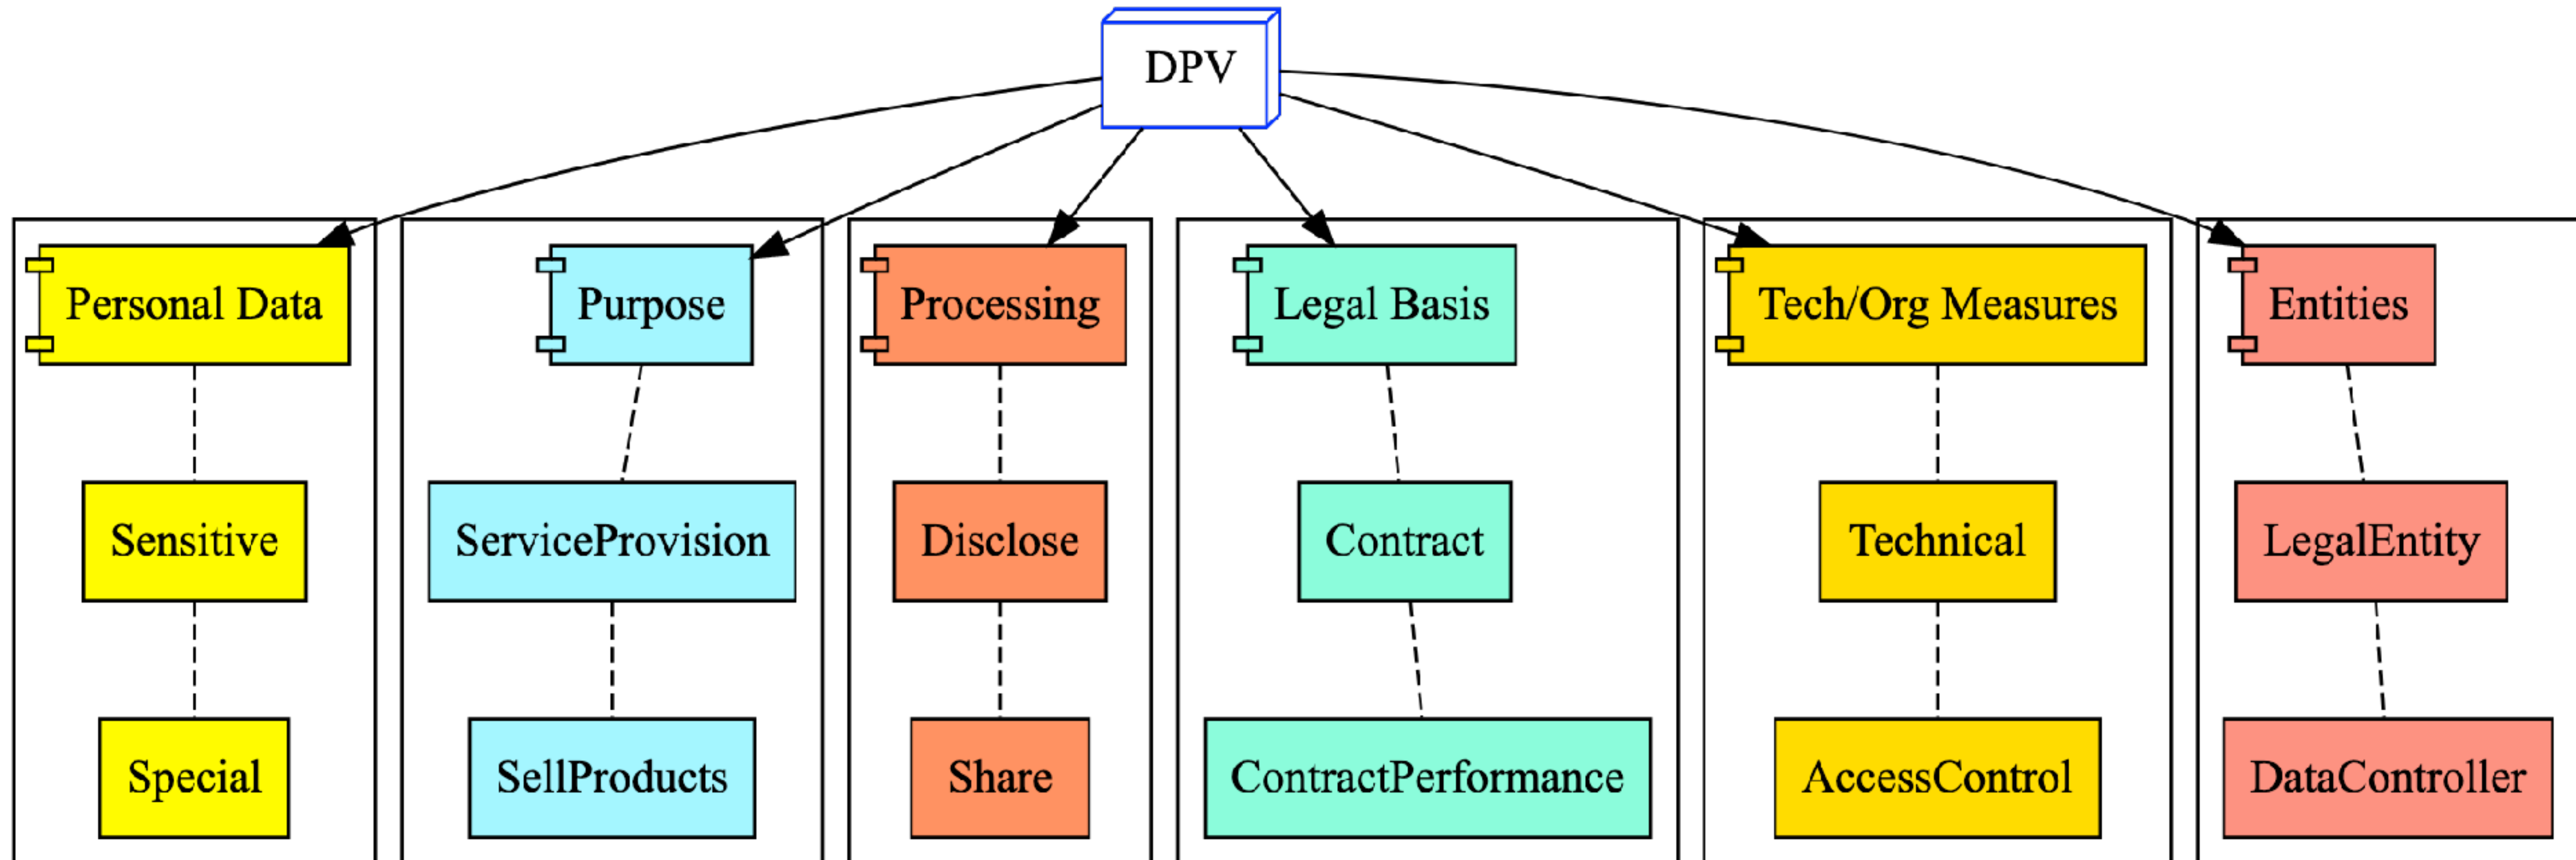 DPV
Personal Data
Purpose
Processing
Legal Basis
Tech/Org Measures
Entities
Sensitive
ServiceProvision
Disclose
Contract
Technical
LegalEntity
Special
SellProducts
Share
ContractPerformance
AccessControl
DataController